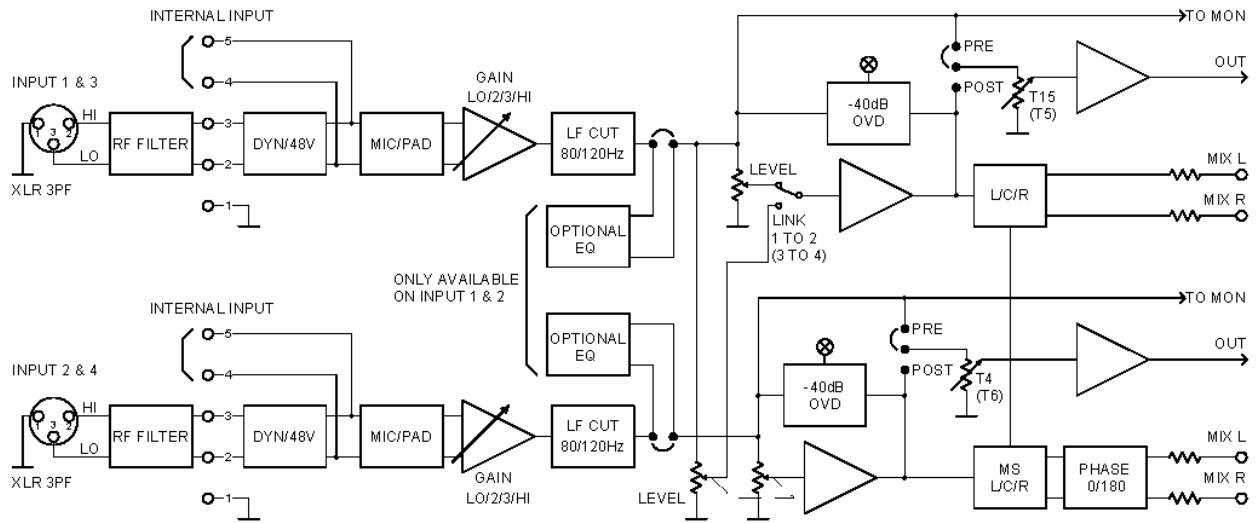 INTERNAL INPUT
5
4
INPUT 1 & 3
HI
1
2
3
LO
XLR 3PF
RF FILTER
3
2
1
DYN/48V
MIC/PAD
GAIN
LO/2/3/HI
LF CUT
80/120Hz
OPTIONAL
EQ
ONLY AVAILABLE
ON INPUT 1 & 2
LEVEL
LINK
1 TO 2
(3 TO 4)
-40dB
OVD
PRE
POST
T15
(T5)
TO MON
OUT
L/C/R
MIX L
MIX R
INTERNAL INPUT
5
4
INPUT 2 & 4
HI
1
2
3
LO
XLR 3PF
RF FILTER
3
2
1
DYN/48V
MIC/PAD
GAIN
LO/2/3/HI
OPTIONAL
EQ
LF CUT
80/120Hz
LEVEL
-40dB
OVD
PRE
POST
T4
(T6)
TO MON
OUT
MS
L/C/R
PHASE
0/180
MIX L
MIX R